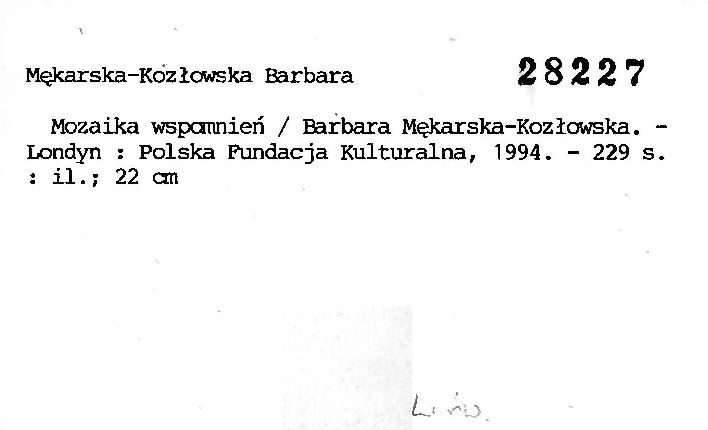 Mękarska-Kozłowska Barbara 28227
Mozaika wspomnień / Barbara Mękarska-Kozłowska. -
Londyn : Polska Fundacja Kulturalna, 1994. - 229 s.
: il.; 22 cm